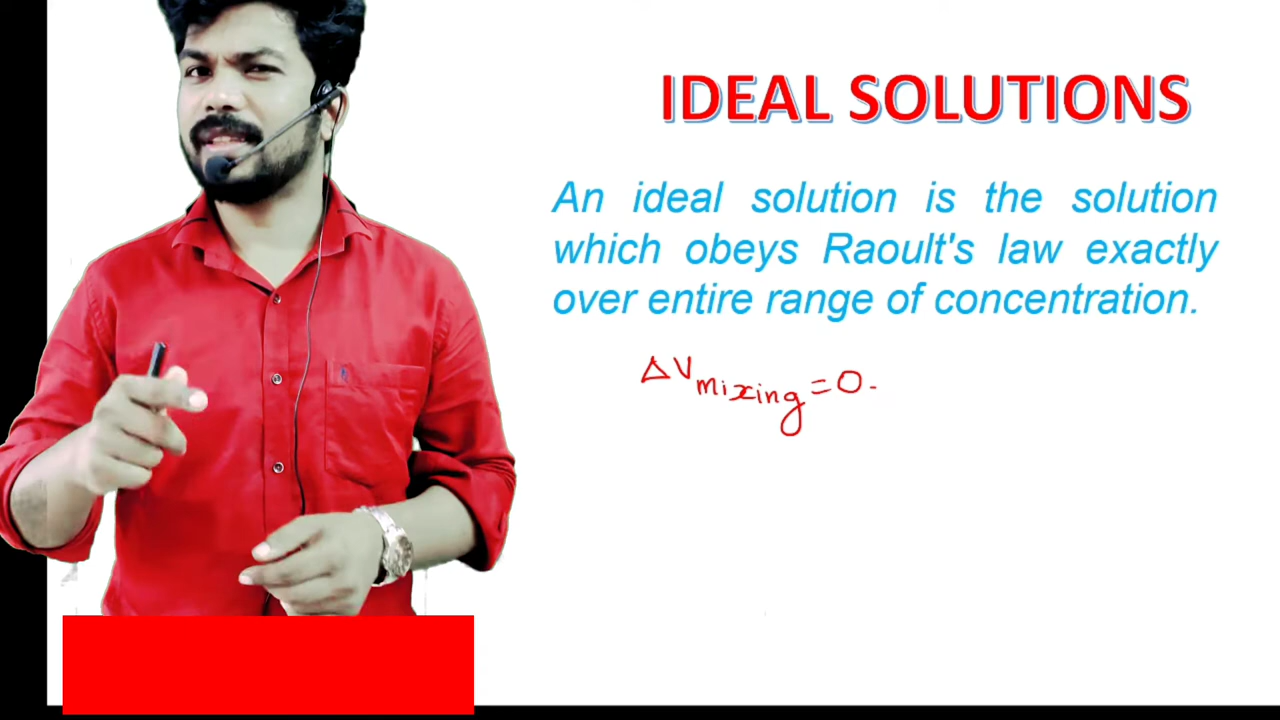 IDEAL SOLUTIONS
An ideal solution is the solution
which obeys Raoult's law exactly
over entire range of concentration.
ΔVmixing = 0.